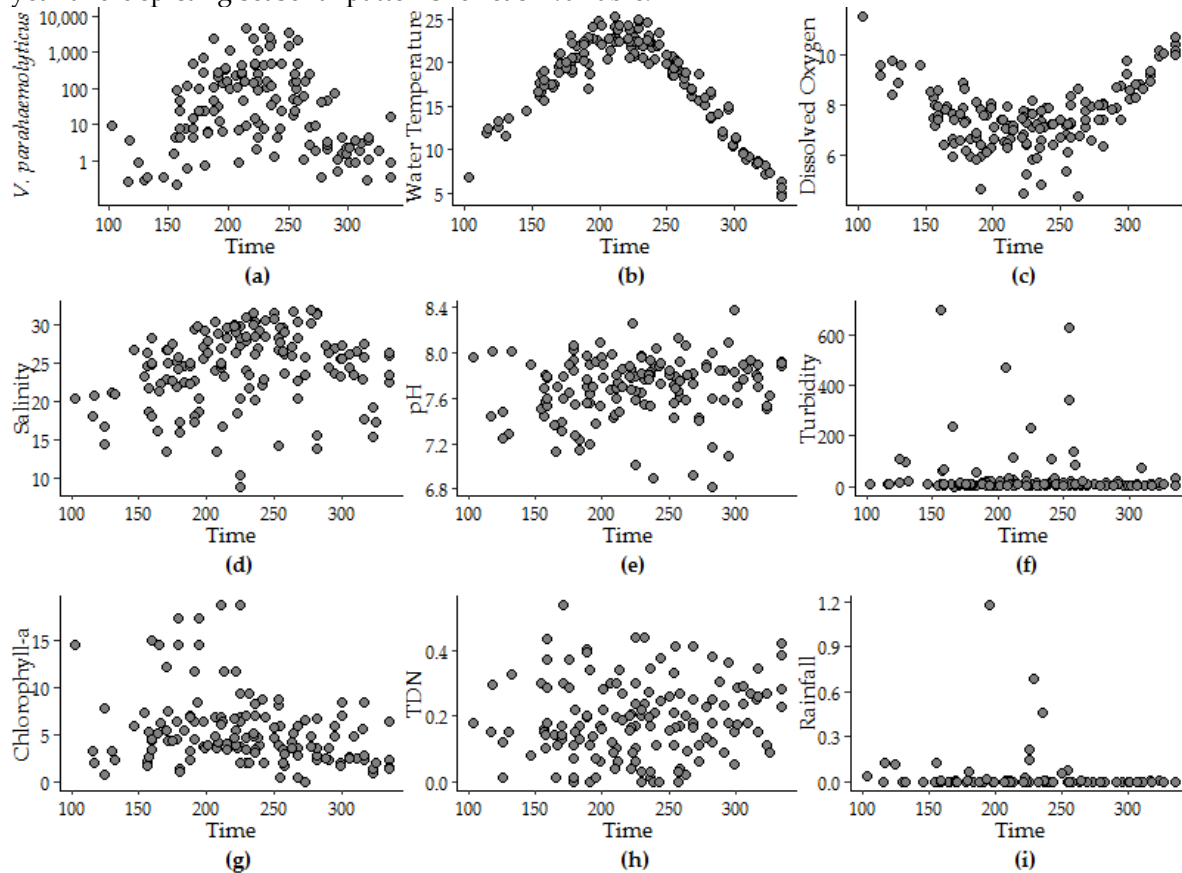 depicting seasonal patterns
10,000
1,000
100
10
1
V. parahaemolyticus
100 150 200 250 300
Time
(a)
25
20
15
10
5
Water Temperature
100 150 200 250 300
Time
(b)
10
8
6
Dissolved Oxygen
100 150 200 250 300
Time
(c)
30
25
20
15
10
Salinity
100 150 200 250 300
Time
(d)
8.4
8.0
7.6
7.2
6.8
pH
100 150 200 250 300
Time
(e)
600
400
200
0
Turbidity
100 150 200 250 300
Time
(f)
15
10
5
0
Chlorophyll-a
100 150 200 250 300
Time
(g)
0.4
0.2
0.0
TDN
100 150 200 250 300
Time
(h)
1.2
0.9
0.6
0.3
0.0
Rainfall
100 150 200 250 300
Time
(i)